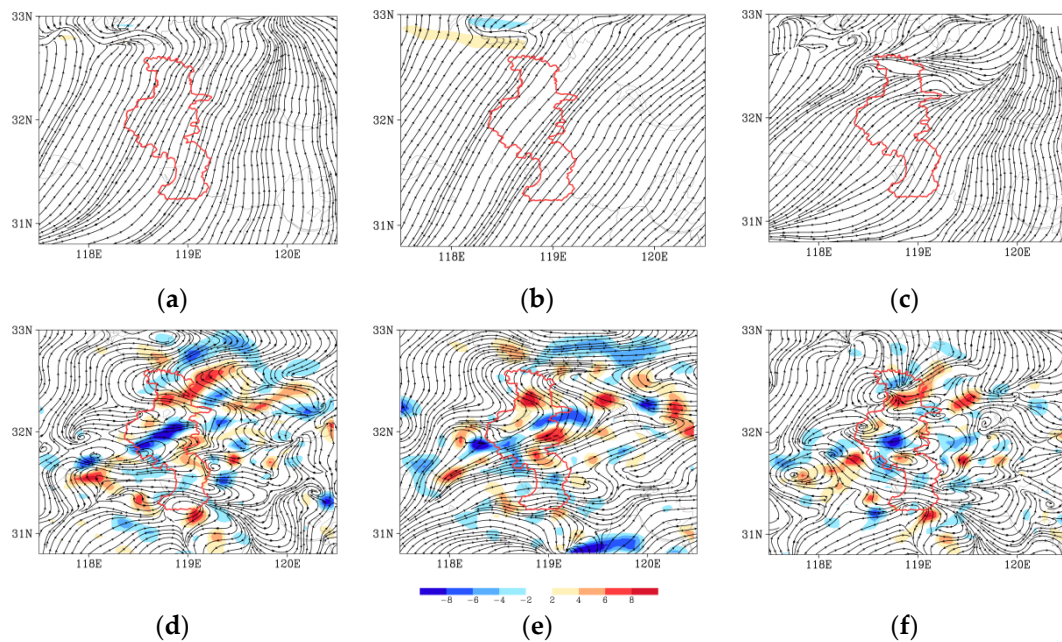 33N 33N 33N
32N 32N 32N
31N 31N 31N
118E 119E 120E 118E 119E 120E 118E 119E 120E
(a) (b) (c)
33N 33N 33N
32N 32N 32N
31N 31N 31N
118E 119E 120E 118E 119E 120E 118E 119E 120E
-8 -6 -4 -2 2 4 6 8
(d) (e) (f)